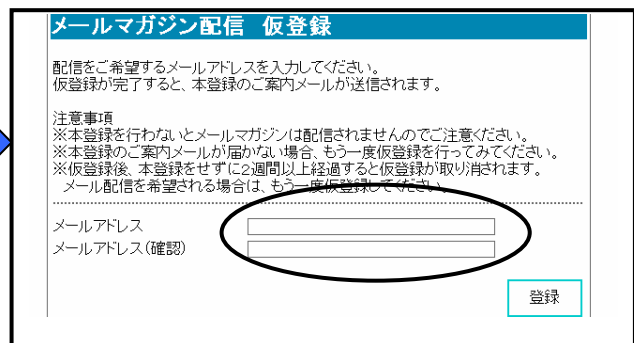 メールマガジン配信　仮登録
配信をご希望するメールアドレスを入力してください。
仮登録が完了すると、本登録のご案内メールが送信されます。
注意事項
※本登録を行わないとメールマガジンは配信されませんのでご注意ください。
※本登録のご案内メールが届かない場合、もう一度仮登録を行ってみてください。
※仮登録後、本登録をせずに2週間以上経過すると仮登録が取り消されます。
メール配信を希望される場合は、もう一度仮登録してください。
メールアドレス
メールアドレス（確認）
登録